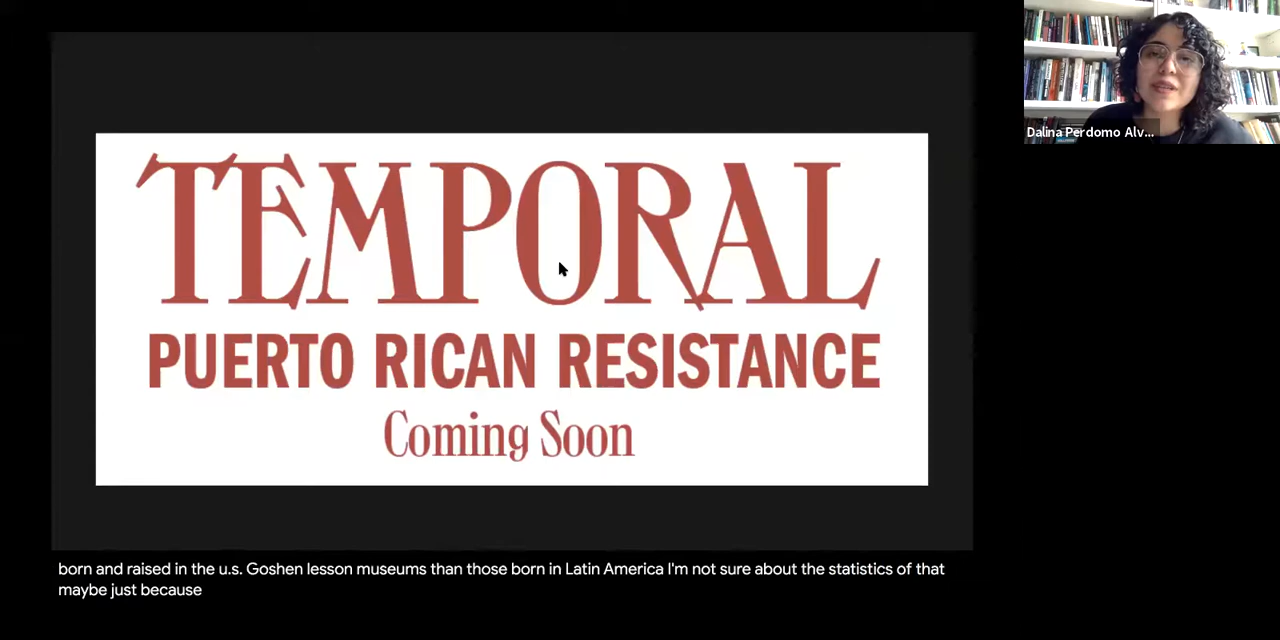 TEMPORAL
PUERTO RICAN RESISTANCE
Coming Soon
Dalina Perdomo Alv...
born and raised in the u.s. Goshen lesson museums than those born in Latin America I'm not sure about the statistics of that
maybe just because